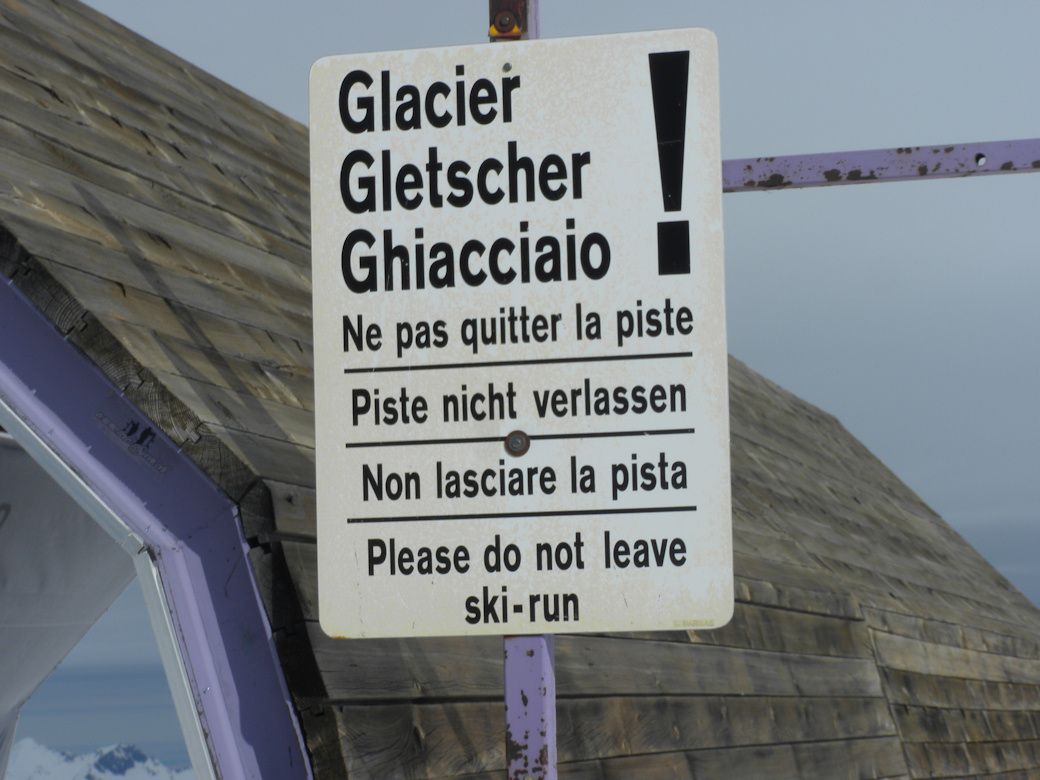 Glacier
Gletscher
Ghiacciaio
!
Ne pas quitter la piste
Piste nicht verlassen
Non lasciare la pista
Please do not leave
ski-run